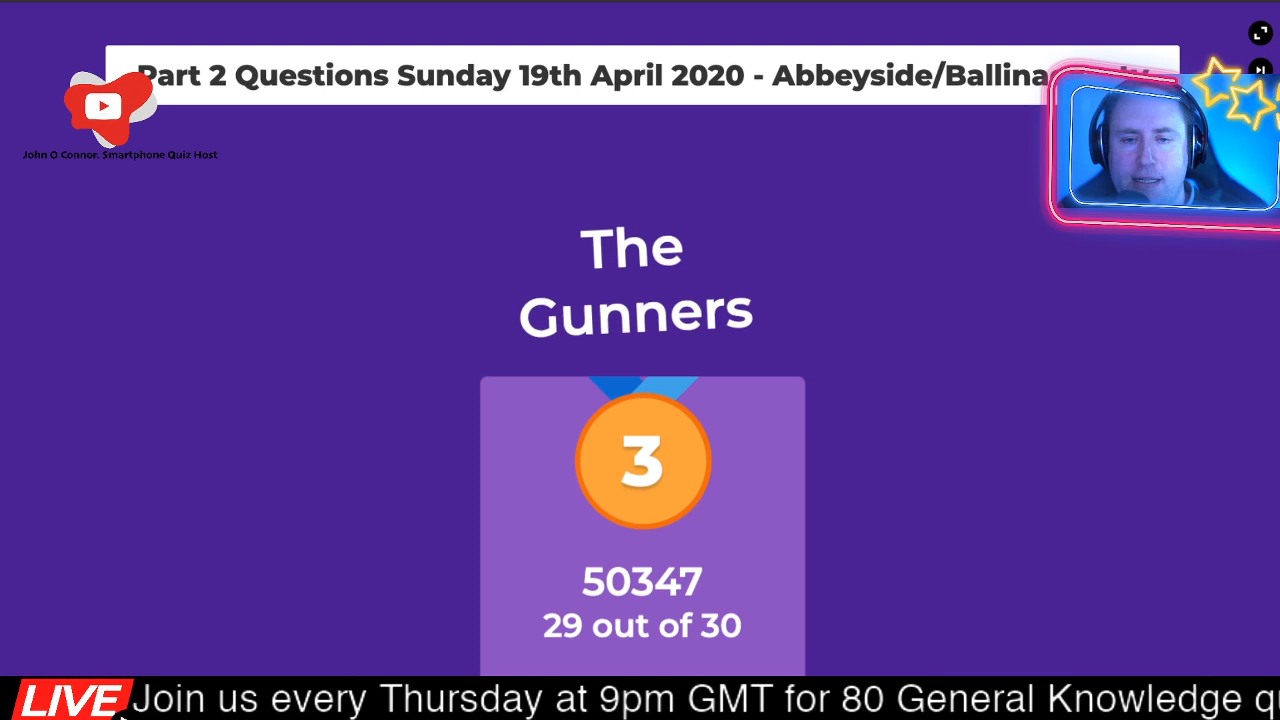 Part 2 Questions Sunday 19th April 2020 - Abbeyside/Ballina
John O Connor. Smartphone Quiz Host
The
Gunners
3
50347
29 out of 30
LIVE Join us every Thursday at 9pm GMT for 80 General Knowledge q